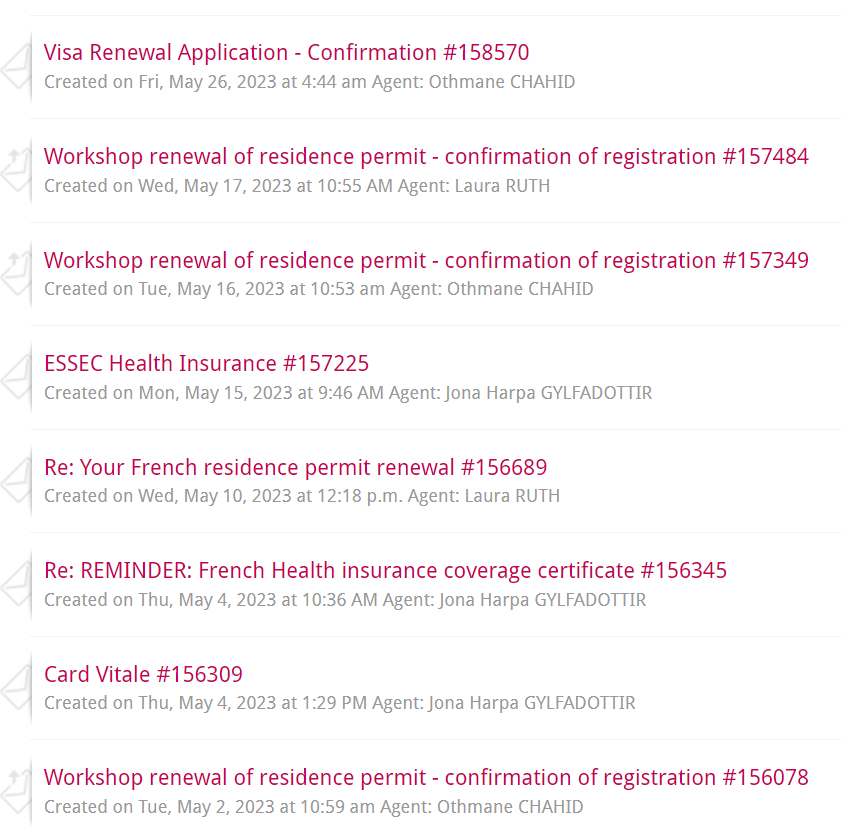 Visa Renewal Application - Confirmation #158570
Created on Fri, May 26, 2023 at 4:44 am Agent: Othmane CHAHID
Workshop renewal of residence permit - confirmation of registration #157484
Created on Wed, May 17, 2023 at 10:55 AM Agent: Laura RUTH
Workshop renewal of residence permit - confirmation of registration #157349
Created on Tue, May 16, 2023 at 10:53 am Agent: Othmane CHAHID
ESSEC Health Insurance #157225
Created on Mon, May 15, 2023 at 9:46 AM Agent: Jona Harpa GYLFADOTTIR
Re: Your French residence permit renewal #156689
Created on Wed, May 10, 2023 at 12:18 p.m. Agent: Laura RUTH
Re: REMINDER: French Health insurance coverage certificate #156345
Created on Thu, May 4, 2023 at 10:36 AM Agent: Jona Harpa GYLFADOTTIR
Card Vitale #156309
Created on Thu, May 4, 2023 at 1:29 PM Agent: Jona Harpa GYLFADOTTIR
Workshop renewal of residence permit - confirmation of registration #156078
Created on Tue, May 2, 2023 at 10:59 am Agent: Othmane CHAHID